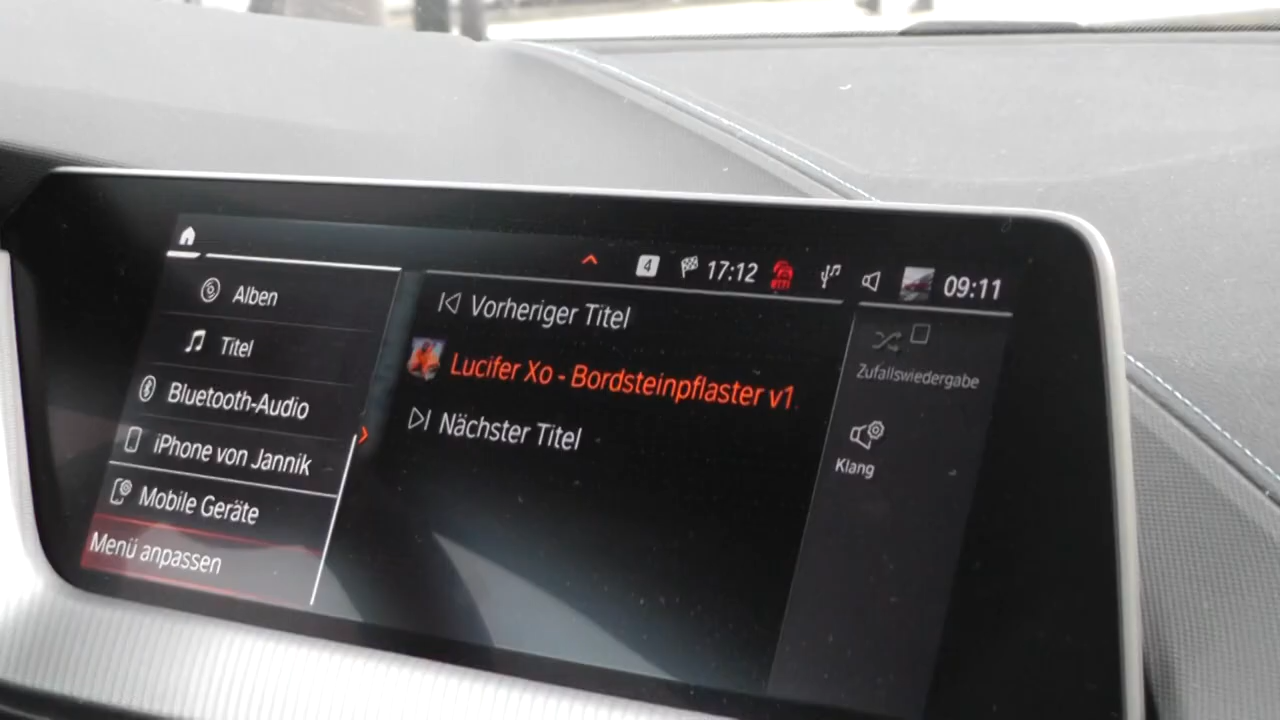 4 17:12 09:11
Alben
Titel
Bluetooth-Audio
iPhone von Jannik
Mobile Geräte
Menü anpassen
Vorheriger Titel
Lucifer Xo - Bordsteinpflaster v1
Nächster Titel
Zufallswiedergabe
Klang